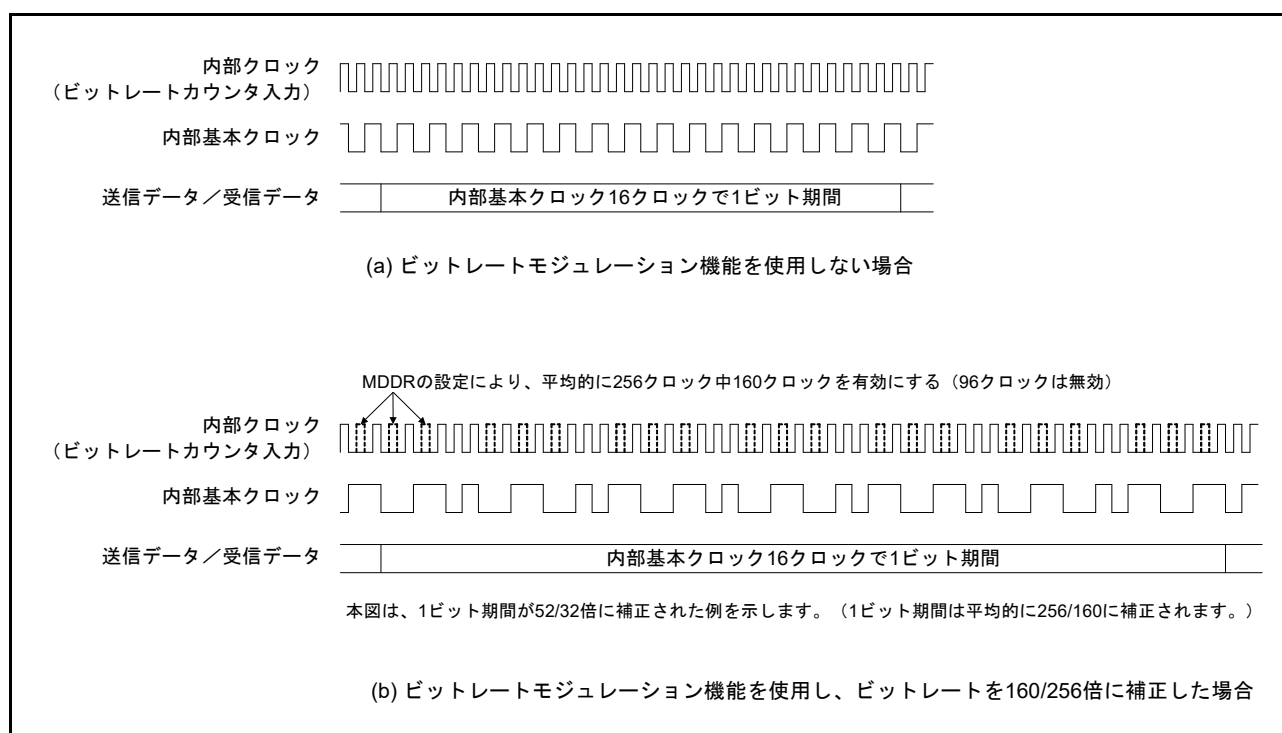 内部クロック
（ビットレートカウンタ入力）
内部基本クロック
送信データ／受信データ
内部基本クロック16クロックで1ビット期間
(a) ビットレートモジュレーション機能を使用しない場合
MDDRの設定により、平均的に256クロック中160クロックを有効にする（96クロックは無効）
内部クロック
（ビットレートカウンタ入力）
内部基本クロック
送信データ／受信データ
内部基本クロック16クロックで1ビット期間
本図は、1ビット期間が52/32倍に補正された例を示します。（1ビット期間は平均的に256/160に補正されます。）
(b) ビットレートモジュレーション機能を使用し、ビットレートを160/256倍に補正した場合